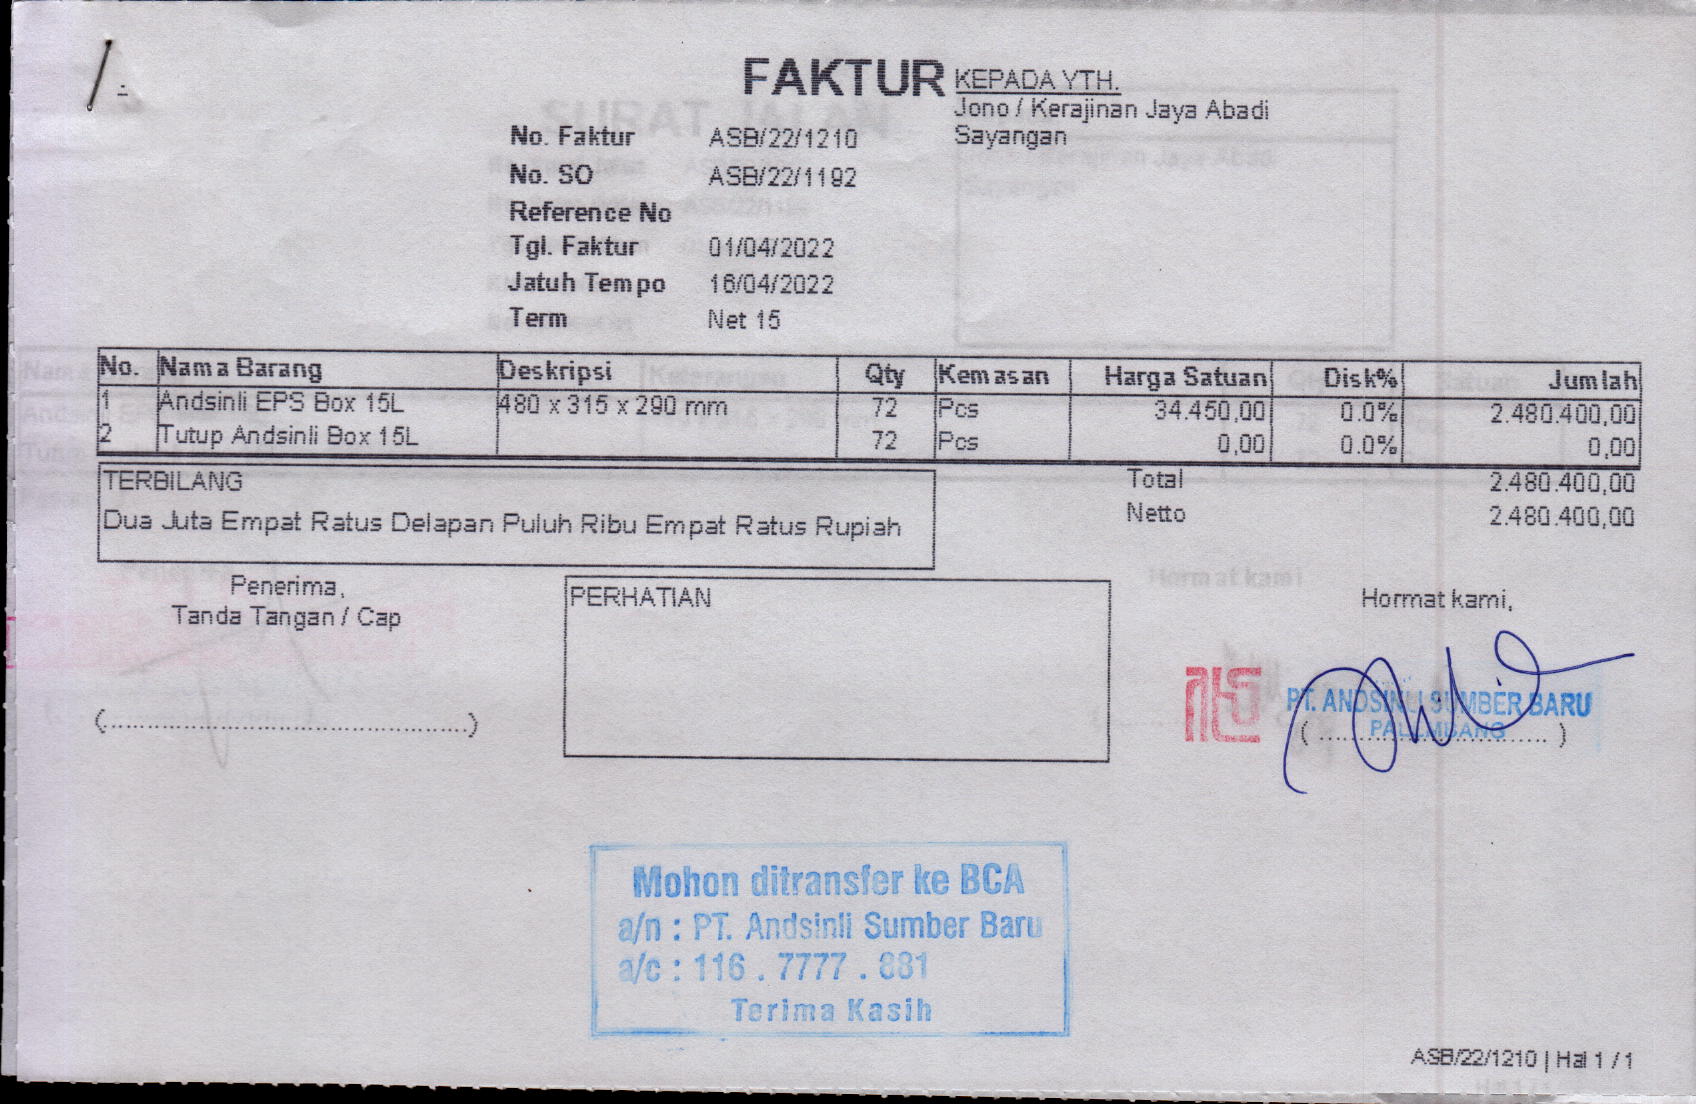 FAKTUR
KEPADA YTH.
Jono / Kerajinan Jaya Abadi
Sayangan
No. Faktur ASB/22/1210
No. SO ASB/22/1192
Reference No
Tgl. Faktur 01/04/2022
Jatuh Tempo 16/04/2022
Term Net 15
No. Nama Barang Deskripsi Qty Kemasan Harga Satuan Disk% Jumlah
1 Andsinli EPS Box 15L 480 x 315 x 290 mm 72 Pcs 34.450,00 0.0% 2.480.400,00
2 Tutup Andsinli Box 15L 72 Pcs 0,00 0.0% 0,00
TERBILANG
Dua Juta Empat Ratus Delapan Puluh Ribu Empat Ratus Rupiah
Total 2.480.400,00
Netto 2.480.400,00
Penerima,
Tanda Tangan / Cap
(..............................................)
PERHATIAN
Hormat kami,
PT. ANDSINLI SUMBER BARU
PALEMBANG
( .............................. )
Mohon ditransfer ke BCA
a/n : PT. Andsinli Sumber Baru
a/c : 116 . 7777 . 881
Terima Kasih
ASB/22/1210 | Hal 1 / 1